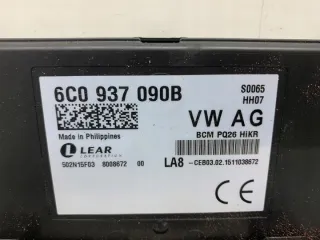 6C0 937 090B
S0065
HH07
Made in Philippines
VW AG
BCM PQ26 HiKR
LEAR
CORPORATION
502N15F03 8008672 00
LA8 -CEB03.02.1511038672
CE